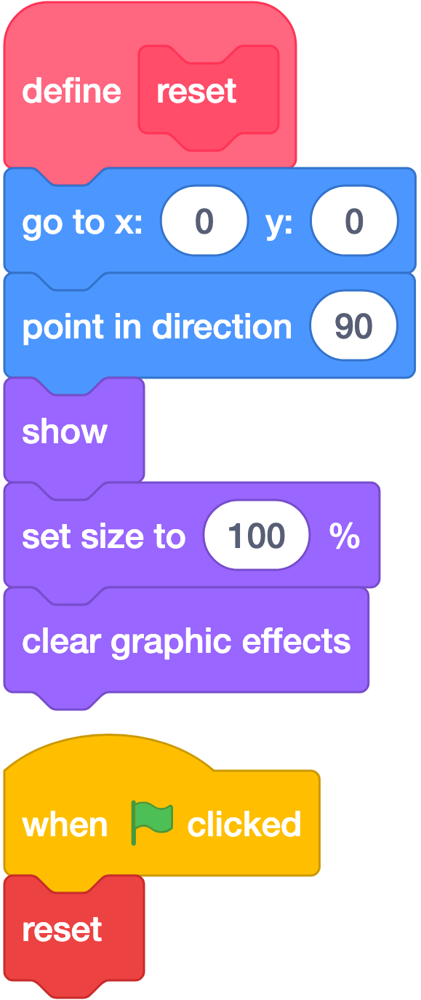 define reset
go to x: 0 y: 0
point in direction 90
show
set size to 100 %
clear graphic effects
when clicked
reset